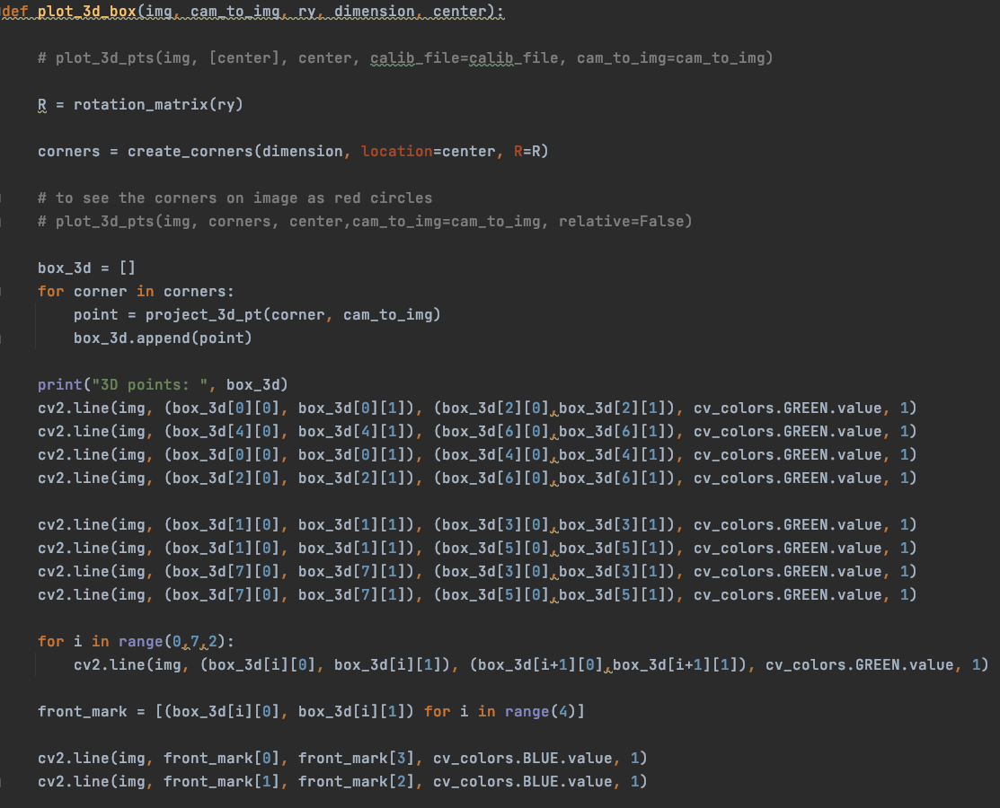 def plot_3d_box(img, cam_to_img, ry, dimension, center):
# plot_3d_pts(img, [center], center, calib_file=calib_file, cam_to_img=cam_to_img)
R = rotation_matrix(ry)
corners = create_corners(dimension, location=center, R=R)
# to see the corners on image as red circles
# plot_3d_pts(img, corners, center,cam_to_img=cam_to_img, relative=False)
box_3d = []
for corner in corners:
    point = project_3d_pt(corner, cam_to_img)
    box_3d.append(point)
print("3D points: ", box_3d)
cv2.line(img, (box_3d[0][0], box_3d[0][1]), (box_3d[2][0],box_3d[2][1]), cv_colors.GREEN.value, 1)
cv2.line(img, (box_3d[4][0], box_3d[4][1]), (box_3d[6][0],box_3d[6][1]), cv_colors.GREEN.value, 1)
cv2.line(img, (box_3d[0][0], box_3d[0][1]), (box_3d[4][0],box_3d[4][1]), cv_colors.GREEN.value, 1)
cv2.line(img, (box_3d[2][0], box_3d[2][1]), (box_3d[6][0],box_3d[6][1]), cv_colors.GREEN.value, 1)
cv2.line(img, (box_3d[1][0], box_3d[1][1]), (box_3d[3][0],box_3d[3][1]), cv_colors.GREEN.value, 1)
cv2.line(img, (box_3d[1][0], box_3d[1][1]), (box_3d[5][0],box_3d[5][1]), cv_colors.GREEN.value, 1)
cv2.line(img, (box_3d[7][0], box_3d[7][1]), (box_3d[3][0],box_3d[3][1]), cv_colors.GREEN.value, 1)
cv2.line(img, (box_3d[7][0], box_3d[7][1]), (box_3d[5][0],box_3d[5][1]), cv_colors.GREEN.value, 1)
for i in range(0,7,2):
    cv2.line(img, (box_3d[i][0], box_3d[i][1]), (box_3d[i+1][0],box_3d[i+1][1]), cv_colors.GREEN.value, 1)
front_mark = [(box_3d[i][0], box_3d[i][1]) for i in range(4)]
cv2.line(img, front_mark[0], front_mark[3], cv_colors.BLUE.value, 1)
cv2.line(img, front_mark[1], front_mark[2], cv_colors.BLUE.value, 1)